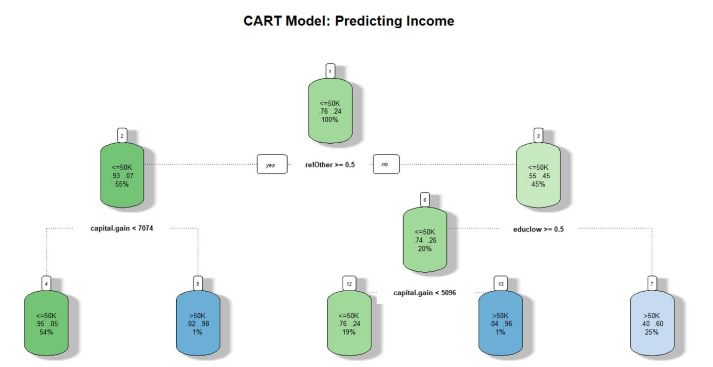 CART Model: Predicting Income
1
<=50K
.76 .24
100%
yes
relOther >= 0.5
no
2
<=50K
.93 .07
55%
3
<=50K
.55 .45
45%
capital.gain < 7074
6
<=50K
.74 .26
20%
educlow >= 0.5
4
<=50K
.95 .05
54%
5
>50K
.02 .98
1%
12
<=50K
.76 .24
19%
capital.gain < 5096
13
>50K
.04 .96
1%
7
>50K
.40 .60
25%